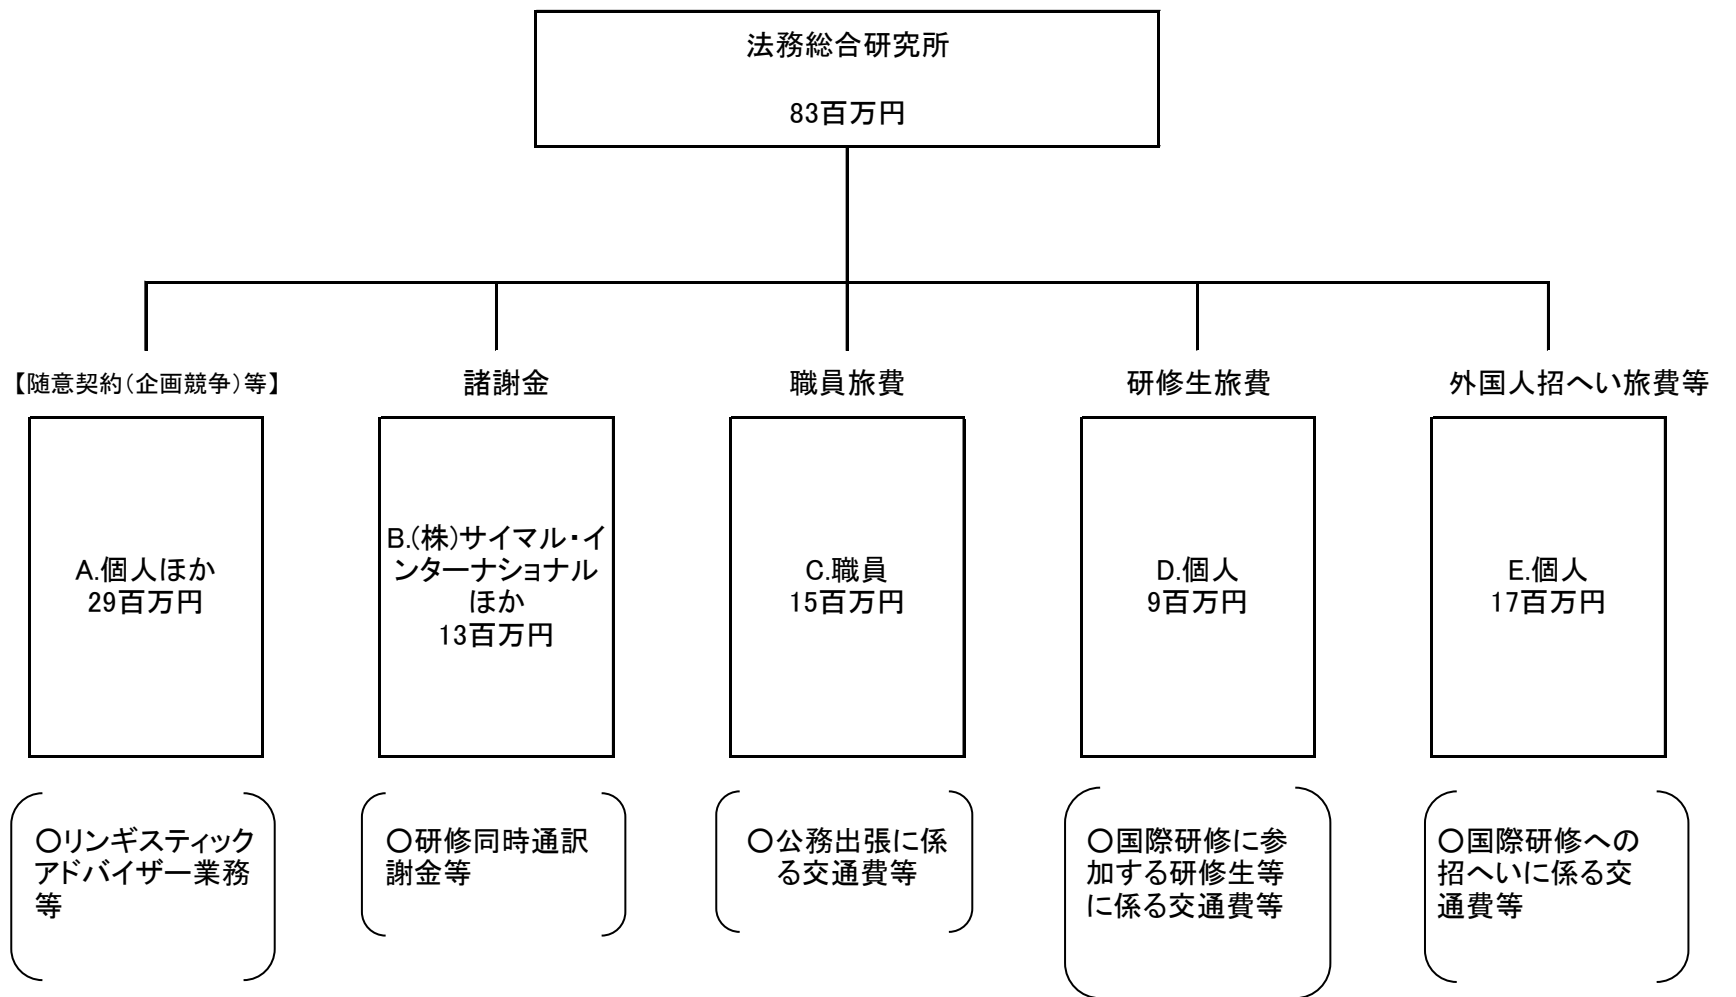 法務総合研究所
83百万円
【随意契約(企画競争)等】
諸謝金
職員旅費
研修生旅費
外国人招へい旅費等
A.個人ほか
29百万円
B.(株)サイマル・イ
ンターナショナル
ほか
13百万円
C.職員
15百万円
D.個人
9百万円
E.個人
17百万円
○リンギスティック
アドバイザー業務
等
○研修同時通訳
謝金等
○公務出張に係
る交通費等
○国際研修に参
加する研修生等
に係る交通費等
○国際研修への
招へいに係る交
通費等